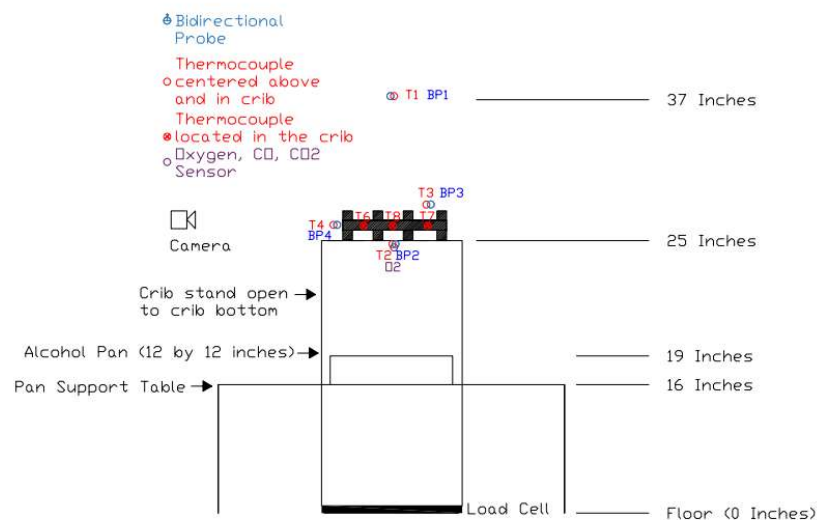 Bidirectional
Probe
Thermocouple
centered above
and in crib
Thermocouple
located in the crib
Oxygen, CO, CO2
Sensor
T1 BP1
37 Inches
T3 BP3
T4 T6 T8 T7
BP4
Camera
25 Inches
T2 BP2
O2
Crib stand open
to crib bottom
Alcohol Pan (12 by 12 inches)
19 Inches
Pan Support Table
16 Inches
Load Cell
Floor (0 Inches)